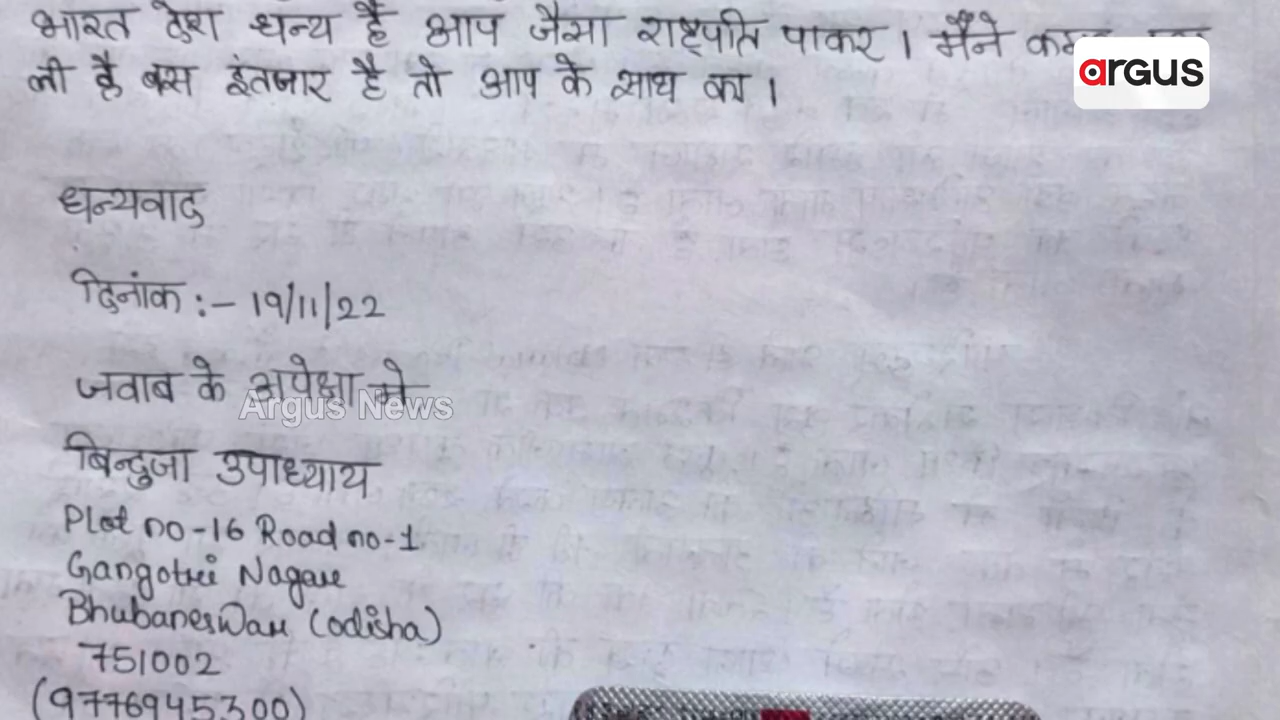 भारत देश धन्य है आप जैसा राष्ट्रपति पाकर। मैंने
ली है बस इंतजार है तो आप के साथ का।
argus
धन्यवाद
दिनांक :- 19/11/22
जवाब के अपेक्षा मे
Argus News
बिन्दुजा उपाध्याय
Plot no-16 Road no-1
Gangotri Nagar
Bhubaneswar (odisha)
751002
(9776945300)